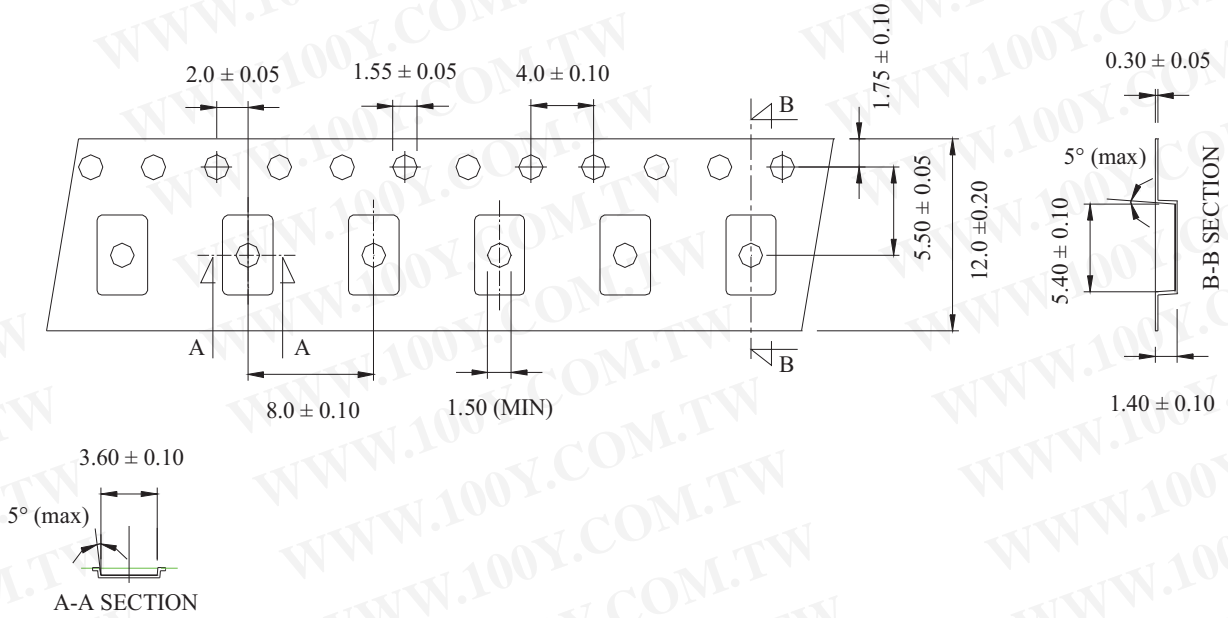 2.0 ± 0.05
1.55 ± 0.05
4.0 ± 0.10
1.75 ± 0.10
0.30 ± 0.05
B
5° (max)
5.50 ± 0.05
12.0 ±0.20
5.40 ± 0.10
B-B SECTION
A
A
B
8.0 ± 0.10
1.50 (MIN)
1.40 ± 0.10
3.60 ± 0.10
5° (max)
A-A SECTION
WWW.100Y.COM.TW